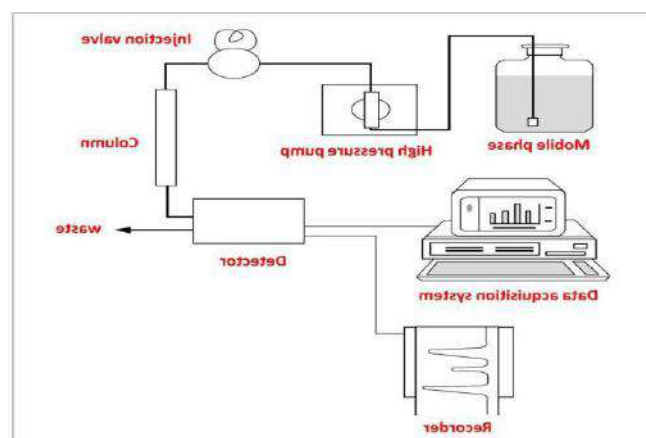 Injection valve
Mobile phase
High pressure pump
Column
waste
Detector
Data acquisition system
Recorder